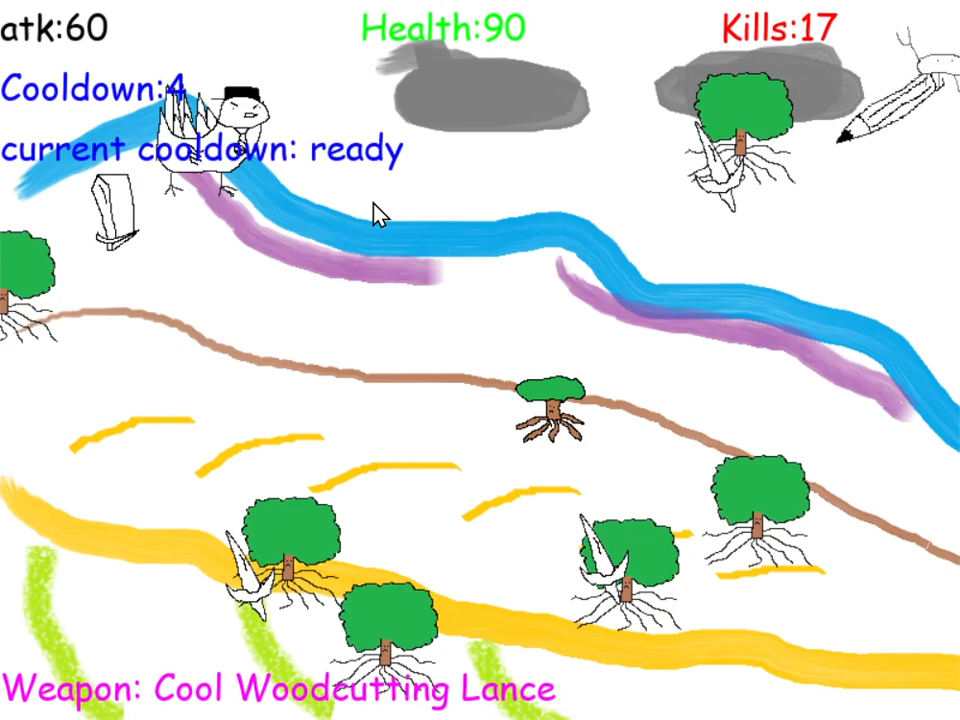 atk:60
Health:90
Kills:17
Cooldown:4
current cooldown: ready
Weapon: Cool Woodcutting Lance